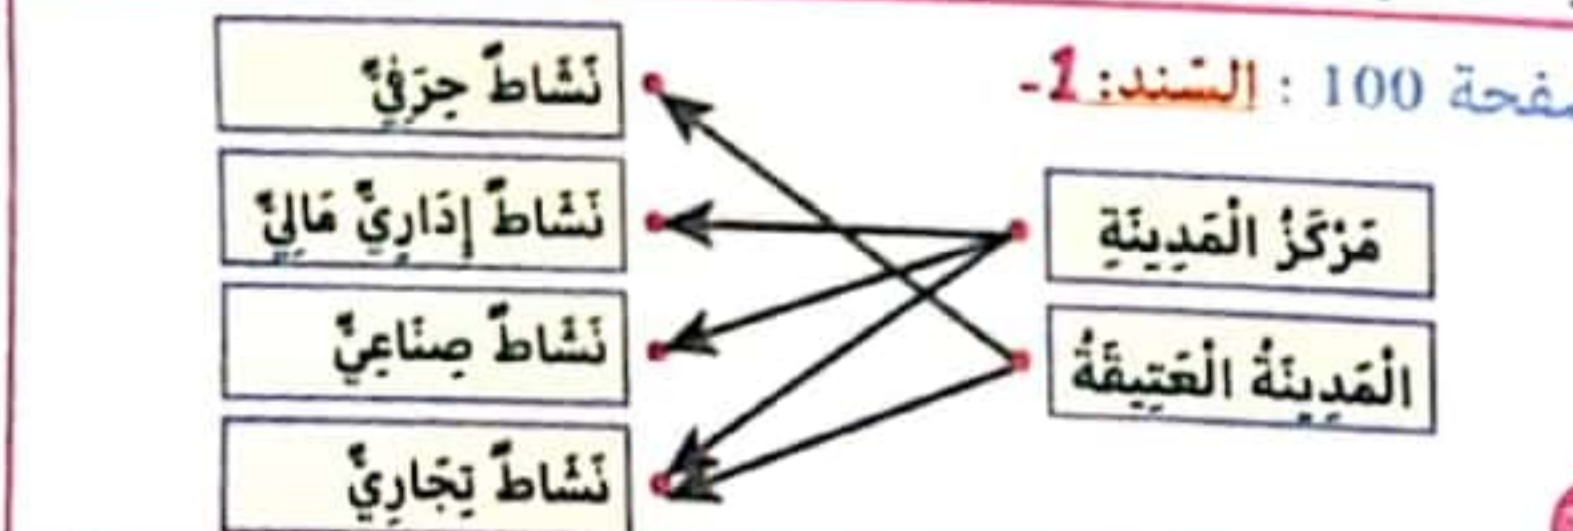 صفحة 100 : السند: 1-
مَرْكَزُ الْمَدِينَةِ
الْمَدِينَةُ الْعَتِيقَةُ
نَشَاطٌ حِرَفِيٌّ
نَشَاطٌ إِدَارِيٌّ مَالِيٌّ
نَشَاطٌ صِنَاعِيٌّ
نَشَاطٌ تِجَارِيٌّ